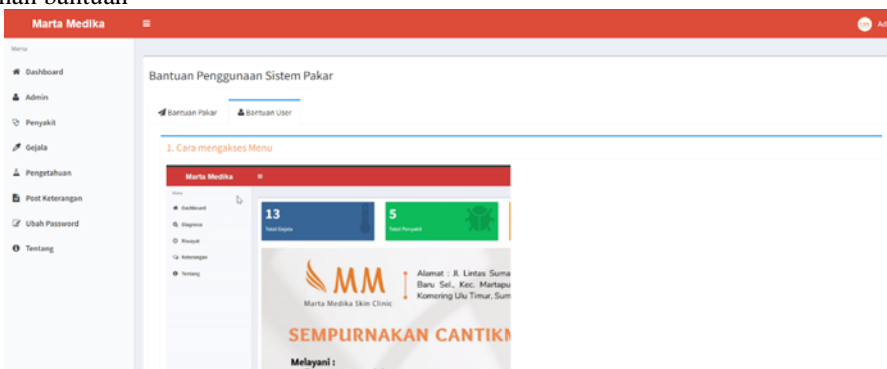 Marta Medika
Menu
Dashboard
Admin
Penyakit
Gejala
Pengetahuan
Post Keterangan
Ubah Password
Tentang
Bantuan Penggunaan Sistem Pakar
Bantuan Pakar
Bantuan User
1. Cara mengakses Menu
Marta Medika
Menu
Dashboard
Diagnosa
Riwayat
Keterangan
Tentang
13
Total Gejala
5
Total Penyakit
MM
Marta Medika Skin Clinic
Alamat : Jl. Lintas Suma
Baru Sel., Kec. Martapu
Komering Ulu Timur, Sum
SEMPURNAKAN CANTIK
Melayani :